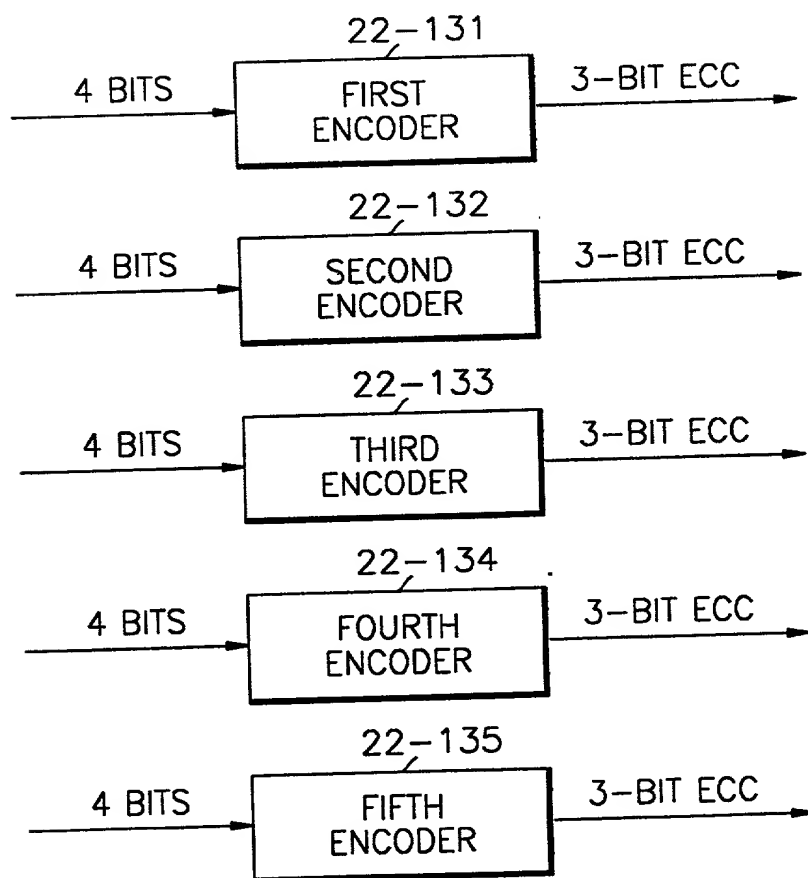 22-131
4 BITS
FIRST
ENCODER
3-BIT ECC
22-132
4 BITS
SECOND
ENCODER
3-BIT ECC
22-133
4 BITS
THIRD
ENCODER
3-BIT ECC
22-134
4 BITS
FOURTH
ENCODER
3-BIT ECC
22-135
4 BITS
FIFTH
ENCODER
3-BIT ECC